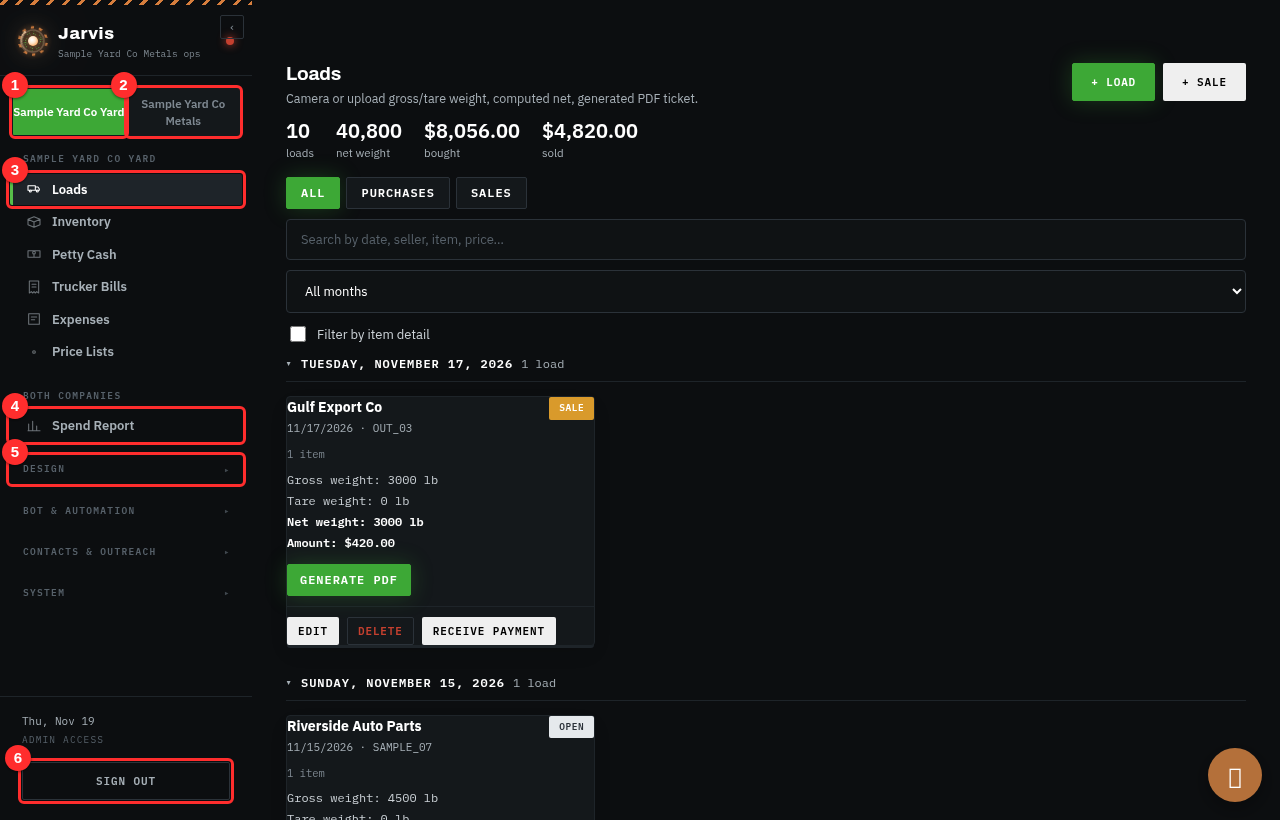 Jarvis
Sample Yard Co Metals ops
‹
1
2
Sample Yard Co Yard
Sample Yard Co
Metals
SAMPLE YARD CO YARD
3
Loads
Inventory
Petty Cash
Trucker Bills
Expenses
Price Lists
BOTH COMPANIES
4
Spend Report
5
DESIGN
BOT & AUTOMATION
CONTACTS & OUTREACH
SYSTEM
Thu, Nov 19
ADMIN ACCESS
6
SIGN OUT
Loads
Camera or upload gross/tare weight, computed net, generated PDF ticket.
+ LOAD
+ SALE
10 40,800 $8,056.00 $4,820.00
loads net weight bought sold
ALL PURCHASES SALES
Search by date, seller, item, price...
All months
Filter by item detail
TUESDAY, NOVEMBER 17, 2026 1 load
Gulf Export Co SALE
11/17/2026 · OUT_03
1 item
Gross weight: 3000 lb
Tare weight: 0 lb
Net weight: 3000 lb
Amount: $420.00
GENERATE PDF
EDIT DELETE RECEIVE PAYMENT
SUNDAY, NOVEMBER 15, 2026 1 load
Riverside Auto Parts OPEN
11/15/2026 · SAMPLE_07
1 item
Gross weight: 4500 lb
Tare weight: 0 lb